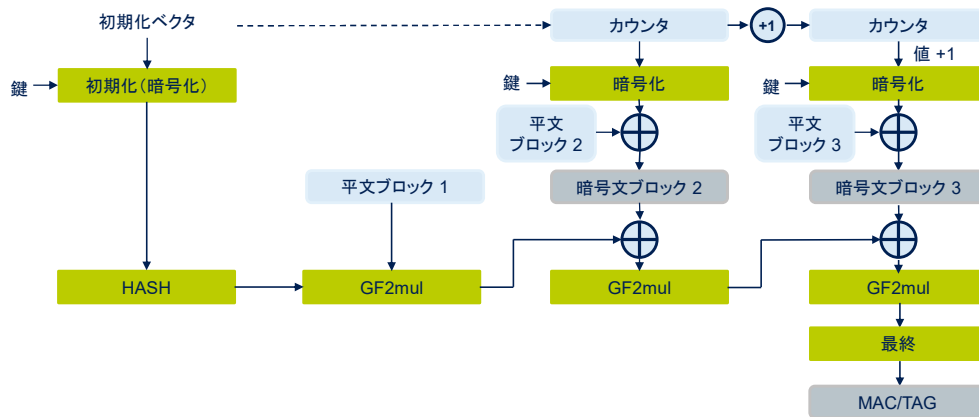 初期化ベクタ
カウンタ
+1
カウンタ
値 +1
鍵
初期化(暗号化)
鍵
暗号化
鍵
暗号化
平文
ブロック 2
平文
ブロック 3
平文ブロック 1
暗号文ブロック 2
暗号文ブロック 3
HASH
GF2mul
GF2mul
GF2mul
最終
MAC/TAG